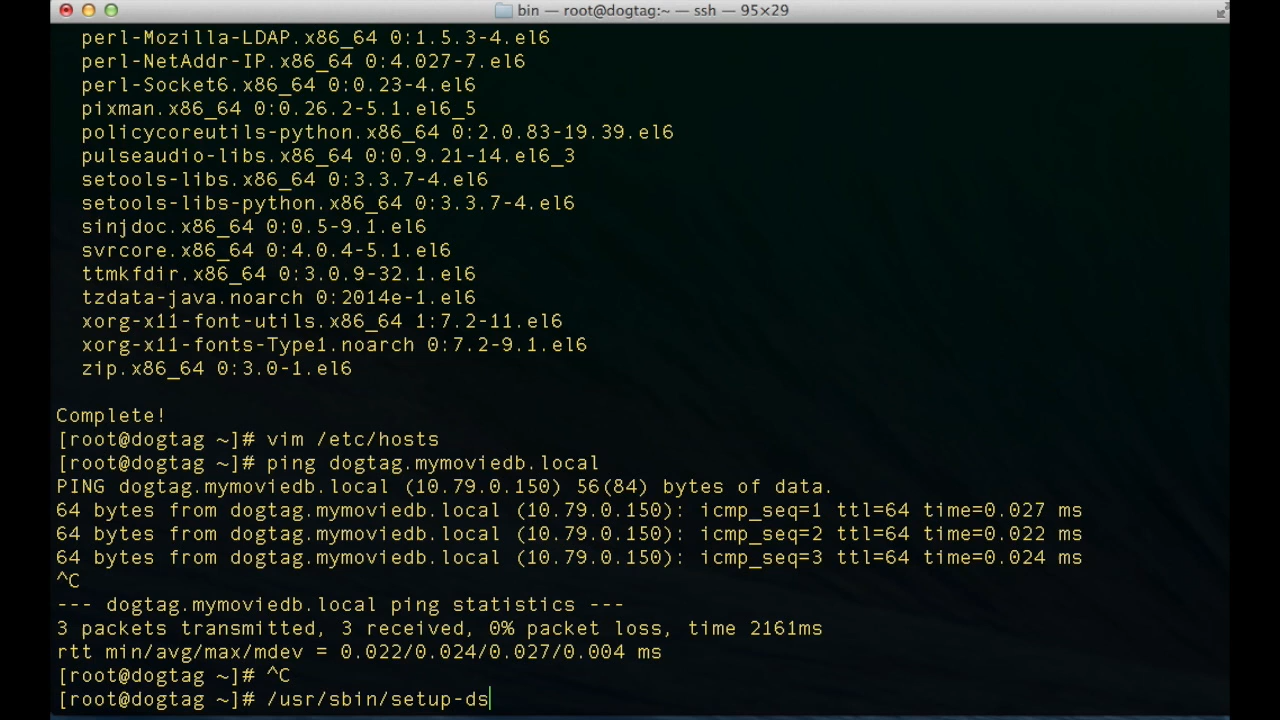 bin — root@dogtag:~ — ssh — 95×29
perl-Mozilla-LDAP.x86_64 0:1.5.3-4.el6
perl-NetAddr-IP.x86_64 0:4.027-7.el6
perl-Socket6.x86_64 0:0.23-4.el6
pixman.x86_64 0:0.26.2-5.1.el6_5
policycoreutils-python.x86_64 0:2.0.83-19.39.el6
pulseaudio-libs.x86_64 0:0.9.21-14.el6_3
setools-libs.x86_64 0:3.3.7-4.el6
setools-libs-python.x86_64 0:3.3.7-4.el6
sinjdoc.x86_64 0:0.5-9.1.el6
svrcore.x86_64 0:4.0.4-5.1.el6
ttmkfdir.x86_64 0:3.0.9-32.1.el6
tzdata-java.noarch 0:2014e-1.el6
xorg-x11-font-utils.x86_64 1:7.2-11.el6
xorg-x11-fonts-Type1.noarch 0:7.2-9.1.el6
zip.x86_64 0:3.0-1.el6
Complete!
[root@dogtag ~]# vim /etc/hosts
[root@dogtag ~]# ping dogtag.mymoviedb.local
PING dogtag.mymoviedb.local (10.79.0.150) 56(84) bytes of data.
64 bytes from dogtag.mymoviedb.local (10.79.0.150): icmp_seq=1 ttl=64 time=0.027 ms
64 bytes from dogtag.mymoviedb.local (10.79.0.150): icmp_seq=2 ttl=64 time=0.022 ms
64 bytes from dogtag.mymoviedb.local (10.79.0.150): icmp_seq=3 ttl=64 time=0.024 ms
^C
--- dogtag.mymoviedb.local ping statistics ---
3 packets transmitted, 3 received, 0% packet loss, time 2161ms
rtt min/avg/max/mdev = 0.022/0.024/0.027/0.004 ms
[root@dogtag ~]# ^C
[root@dogtag ~]# /usr/sbin/setup-ds